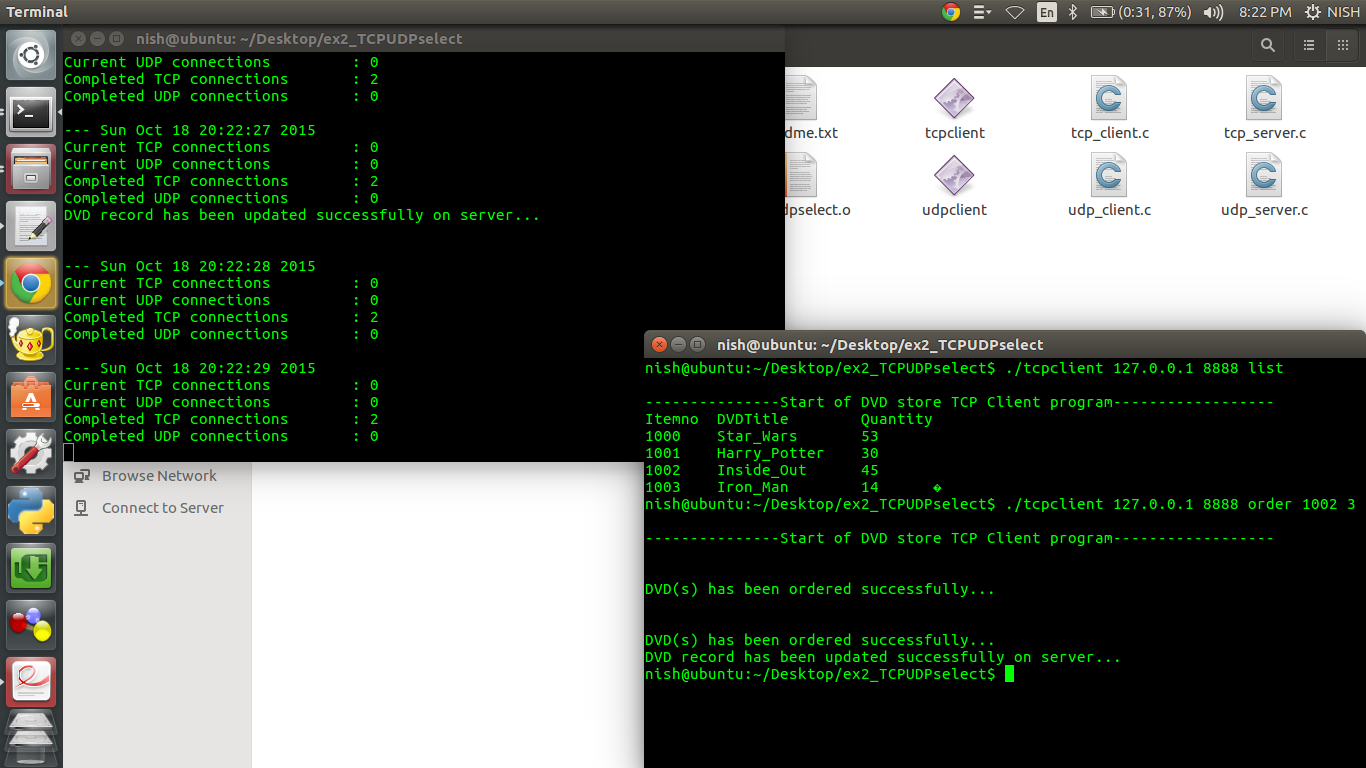 Terminal
En
(0:31, 87%)
8:22 PM
NISH
nish@ubuntu: ~/Desktop/ex2_TCPUDPselect
Current UDP connections : 0
Completed TCP connections : 2
Completed UDP connections : 0
--- Sun Oct 18 20:22:27 2015
Current TCP connections : 0
Current UDP connections : 0
Completed TCP connections : 2
Completed UDP connections : 0
DVD record has been updated successfully on server...
--- Sun Oct 18 20:22:28 2015
Current TCP connections : 0
Current UDP connections : 0
Completed TCP connections : 2
Completed UDP connections : 0
--- Sun Oct 18 20:22:29 2015
Current TCP connections : 0
Current UDP connections : 0
Completed TCP connections : 2
Completed UDP connections : 0
Browse Network
Connect to Server
dme.txt tcpclient tcp_client.c tcp_server.c
dpselect.o udpclient udp_client.c udp_server.c
nish@ubuntu: ~/Desktop/ex2_TCPUDPselect
nish@ubuntu:~/Desktop/ex2_TCPUDPselect$ ./tcpclient 127.0.0.1 8888 list
---------------Start of DVD store TCP Client program------------------
Itemno DVDTitle Quantity
1000 Star_Wars 53
1001 Harry_Potter 30
1002 Inside_Out 45
1003 Iron_Man 14 �
nish@ubuntu:~/Desktop/ex2_TCPUDPselect$ ./tcpclient 127.0.0.1 8888 order 1002 3
---------------Start of DVD store TCP Client program------------------
DVD(s) has been ordered successfully...
DVD(s) has been ordered successfully...
DVD record has been updated successfully on server...
nish@ubuntu:~/Desktop/ex2_TCPUDPselect$